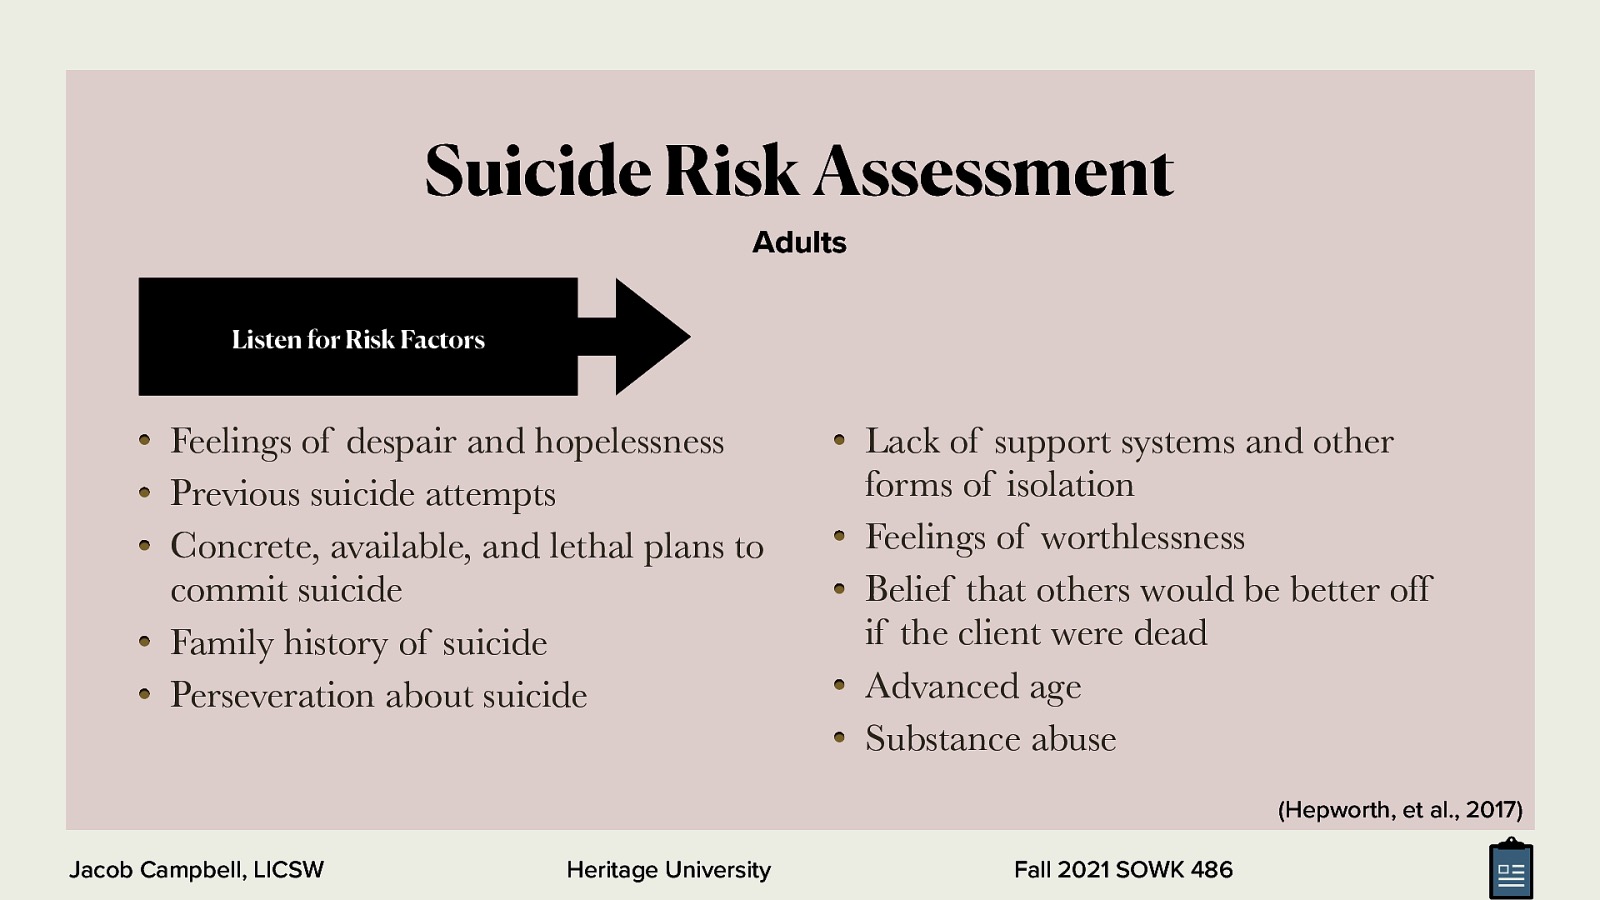 Suicide Risk Assessment
Adults
Listen for Risk Factors
• Feelings of despair and hopelessness
• Previous suicide attempts
• Concrete, available, and lethal plans to
commit suicide
• Family history of suicide
• Perseveration about suicide
• Lack of support systems and other
forms of isolation
• Feelings of worthlessness
• Belief that others would be better off
if the client were dead
• Advanced age
• Substance abuse
(Hepworth, et al., 2017)
Jacob Campbell, LICSW
Heritage University
Fall 2021 SOWK 486